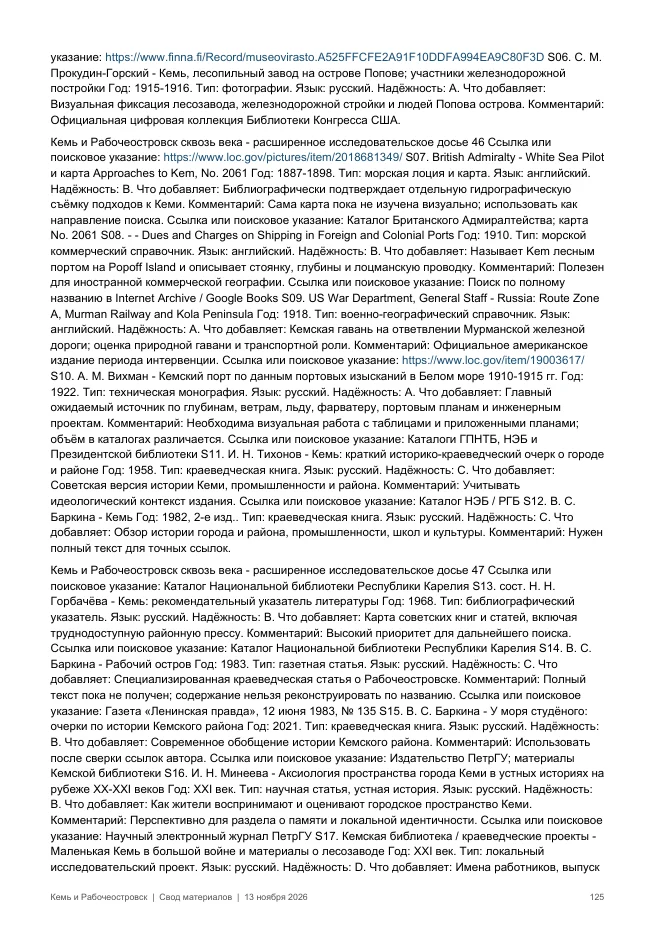 указание: https://www.finna.fi/Record/museovirasto.A525FFCFE2A91F10DDFA994EA9C80F3D S06. С. М.
Прокудин-Горский - Кемь, лесопильный завод на острове Попове; участники железнодорожной
постройки Год: 1915-1916. Тип: фотографии. Язык: русский. Надёжность: A. Что добавляет:
Визуальная фиксация лесозавода, железнодорожной стройки и людей Попова острова. Комментарий:
Официальная цифровая коллекция Библиотеки Конгресса США.
Кемь и Рабочеостровск сквозь века - расширенное исследовательское досье 46 Ссылка или
поисковое указание: https://www.loc.gov/pictures/item/2018681349/ S07. British Admiralty - White Sea Pilot
и карта Approaches to Kem, No. 2061 Год: 1887-1898. Тип: морская лоция и карта. Язык: английский.
Надёжность: B. Что добавляет: Библиографически подтверждает отдельную гидрографическую
съёмку подходов к Кеми. Комментарий: Сама карта пока не изучена визуально; использовать как
направление поиска. Ссылка или поисковое указание: Каталог Британского Адмиралтейства; карта
No. 2061 S08. - - Dues and Charges on Shipping in Foreign and Colonial Ports Год: 1910. Тип: морской
коммерческий справочник. Язык: английский. Надёжность: B. Что добавляет: Называет Kem лесным
портом на Popoff Island и описывает стоянку, глубины и лоцманскую проводку. Комментарий: Полезен
для иностранной коммерческой географии. Ссылка или поисковое указание: Поиск по полному
названию в Internet Archive / Google Books S09. US War Department, General Staff - Russia: Route Zone
A, Murman Railway and Kola Peninsula Год: 1918. Тип: военно-географический справочник. Язык:
английский. Надёжность: A. Что добавляет: Кемская гавань на ответвлении Мурманской железной
дороги; оценка природной гавани и транспортной роли. Комментарий: Официальное американское
издание периода интервенции. Ссылка или поисковое указание: https://www.loc.gov/item/19003617/
S10. А. М. Вихман - Кемский порт по данным портовых изысканий в Белом море 1910-1915 гг. Год:
1922. Тип: техническая монография. Язык: русский. Надёжность: A. Что добавляет: Главный
ожидаемый источник по глубинам, ветрам, льду, фарватеру, портовым планам и инженерным
проектам. Комментарий: Необходима визуальная работа с таблицами и приложенными планами;
объём в каталогах различается. Ссылка или поисковое указание: Каталоги ГПНТБ, НЭБ и
Президентской библиотеки S11. И. Н. Тихонов - Кемь: краткий историко-краеведческий очерк о городе
и районе Год: 1958. Тип: краеведческая книга. Язык: русский. Надёжность: C. Что добавляет:
Советская версия истории Кеми, промышленности и района. Комментарий: Учитывать
идеологический контекст издания. Ссылка или поисковое указание: Каталог НЭБ / РГБ S12. В. С.
Баркина - Кемь Год: 1982, 2-е изд.. Тип: краеведческая книга. Язык: русский. Надёжность: C. Что
добавляет: Обзор истории города и района, промышленности, школ и культуры. Комментарий: Нужен
полный текст для точных ссылок.
Кемь и Рабочеостровск сквозь века - расширенное исследовательское досье 47 Ссылка или
поисковое указание: Каталог Национальной библиотеки Республики Карелия S13. сост. Н. Н.
Горбачёва - Кемь: рекомендательный указатель литературы Год: 1968. Тип: библиографический
указатель. Язык: русский. Надёжность: B. Что добавляет: Карта советских книг и статей, включая
труднодоступную районную прессу. Комментарий: Высокий приоритет для дальнейшего поиска.
Ссылка или поисковое указание: Каталог Национальной библиотеки Республики Карелия S14. В. С.
Баркина - Рабочий остров Год: 1983. Тип: газетная статья. Язык: русский. Надёжность: C. Что
добавляет: Специализированная краеведческая статья о Рабочеостровске. Комментарий: Полный
текст пока не получен; содержание нельзя реконструировать по названию. Ссылка или поисковое
указание: Газета «Ленинская правда», 12 июня 1983, № 135 S15. В. С. Баркина - У моря студёного:
очерки по истории Кемского района Год: 2021. Тип: краеведческая книга. Язык: русский. Надёжность:
B. Что добавляет: Современное обобщение истории Кемского района. Комментарий: Использовать
после сверки ссылок автора. Ссылка или поисковое указание: Издательство ПетрГУ; материалы
Кемской библиотеки S16. И. Н. Минеева - Аксиология пространства города Кеми в устных историях на
рубеже XX-XXI веков Год: XXI век. Тип: научная статья, устная история. Язык: русский. Надёжность:
B. Что добавляет: Как жители воспринимают и оценивают городское пространство Кеми.
Комментарий: Перспективно для раздела о памяти и локальной идентичности. Ссылка или поисковое
указание: Научный электронный журнал ПетрГУ S17. Кемская библиотека / краеведческие проекты -
Маленькая Кемь в большой войне и материалы о лесозаводе Год: XXI век. Тип: локальный
исследовательский проект. Язык: русский. Надёжность: D. Что добавляет: Имена работников, выпуск
Кемь и Рабочеостровск | Свод материалов | 13 ноября 2026
125